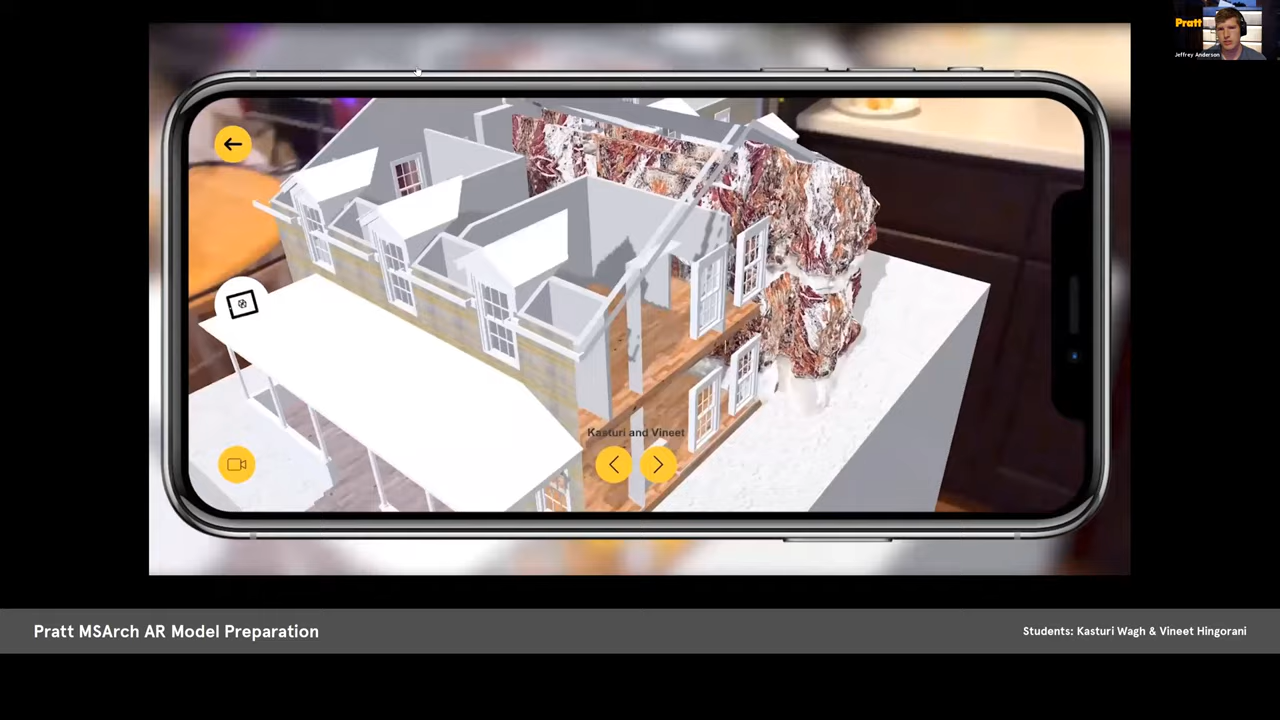 Pratt
Jeffrey Anderson
Kasturi and Vineet
Pratt MSArch AR Model Preparation
Students: Kasturi Wagh & Vineet Hingorani